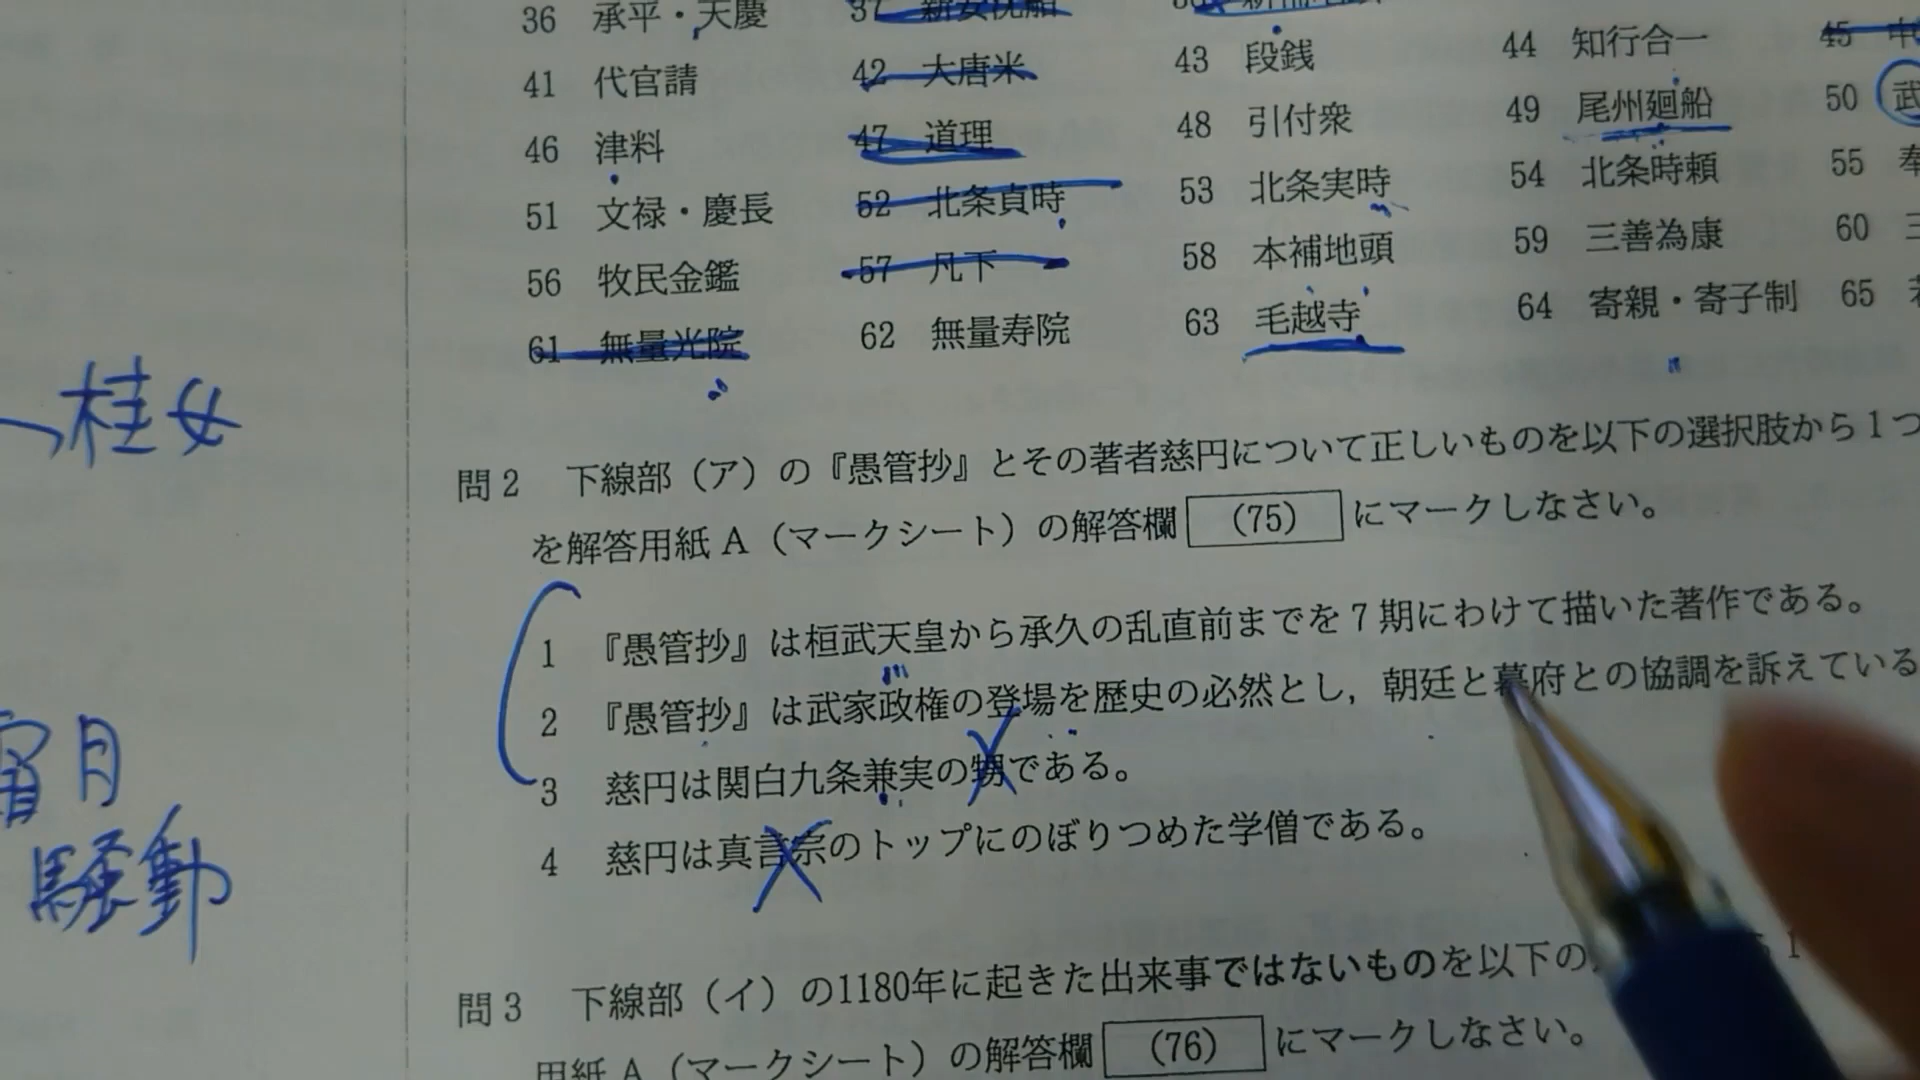 36 承平・天慶 37 新安沈船
41 代官請 42 大唐米 43 段銭 44 知行合一 45
46 津料 47 道理 48 引付衆 49 尾州廻船 50 武
51 文禄・慶長 52 北条貞時 53 北条実時 54 北条時頼 55 奉
56 牧民金鑑 57 凡下 58 本補地頭 59 三善為康 60 三
61 無量光院 62 無量寿院 63 毛越寺 64 寄親・寄子制 65
桂女
問2 下線部（ア）の『愚管抄』とその著者慈円について正しいものを以下の選択肢から1つ
を解答用紙A（マークシート）の解答欄 (75) にマークしなさい。
1 『愚管抄』は桓武天皇から承久の乱直前までを7期にわけて描いた著作である。
2 『愚管抄』は武家政権の登場を歴史の必然とし，朝廷と幕府との協調を訴えている
3 慈円は関白九条兼実の甥である。
4 慈円は真言宗のトップにのぼりつめた学僧である。
霜月
騒動
問3 下線部（イ）の1180年に起きた出来事ではないものを以下の 1
用紙A（マークシート）の解答欄 (76) にマークしなさい。